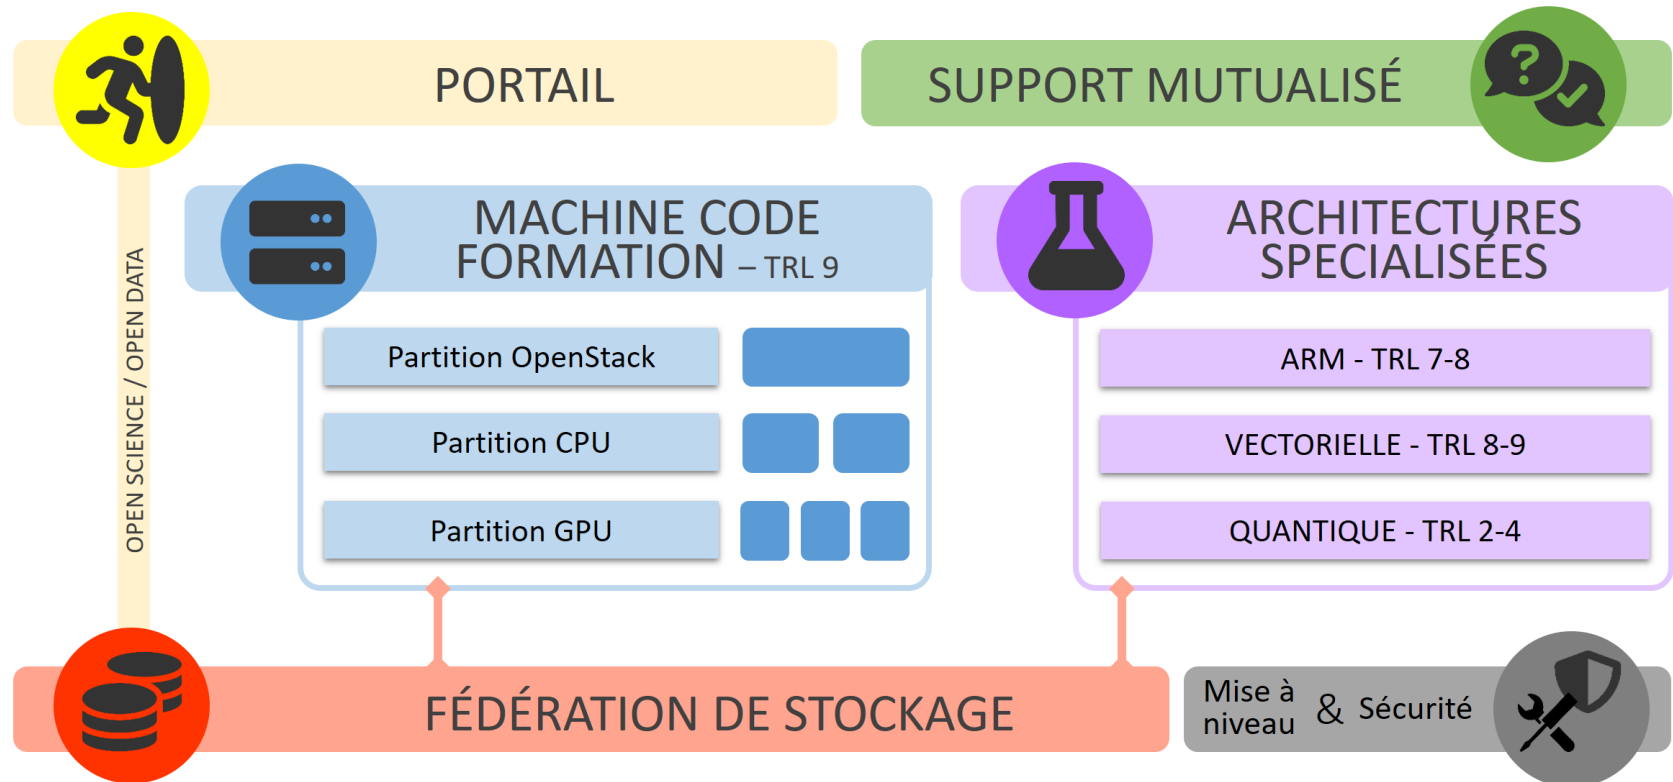 PORTAIL
SUPPORT MUTUALISÉ
?
OPEN SCIENCE / OPEN DATA
MACHINE CODE
FORMATION – TRL 9
Partition OpenStack
Partition CPU
Partition GPU
ARCHITECTURES
SPECIALISÉES
ARM - TRL 7-8
VECTORIELLE - TRL 8-9
QUANTIQUE - TRL 2-4
FÉDÉRATION DE STOCKAGE
Mise à
niveau & Sécurité